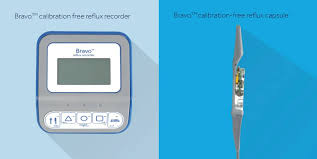 Bravo™ calibration free reflux recorder
Bravo™ calibration-free reflux capsule
Bravo™
reflux recorder